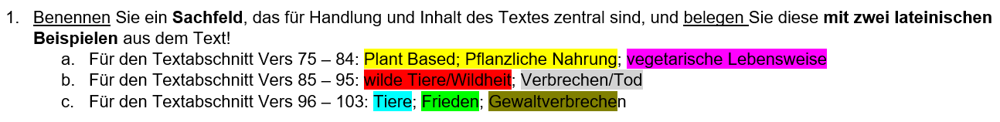 1. Benennen Sie ein Sachfeld, das für Handlung und Inhalt des Textes zentral sind, und belegen Sie diese mit zwei lateinischen
Beispielen aus dem Text!
a. Für den Textabschnitt Vers 75 – 84: Plant Based; Pflanzliche Nahrung; vegetarische Lebensweise
b. Für den Textabschnitt Vers 85 – 95: wilde Tiere/Wildheit; Verbrechen/Tod
c. Für den Textabschnitt Vers 96 – 103: Tiere; Frieden; Gewaltverbrechen